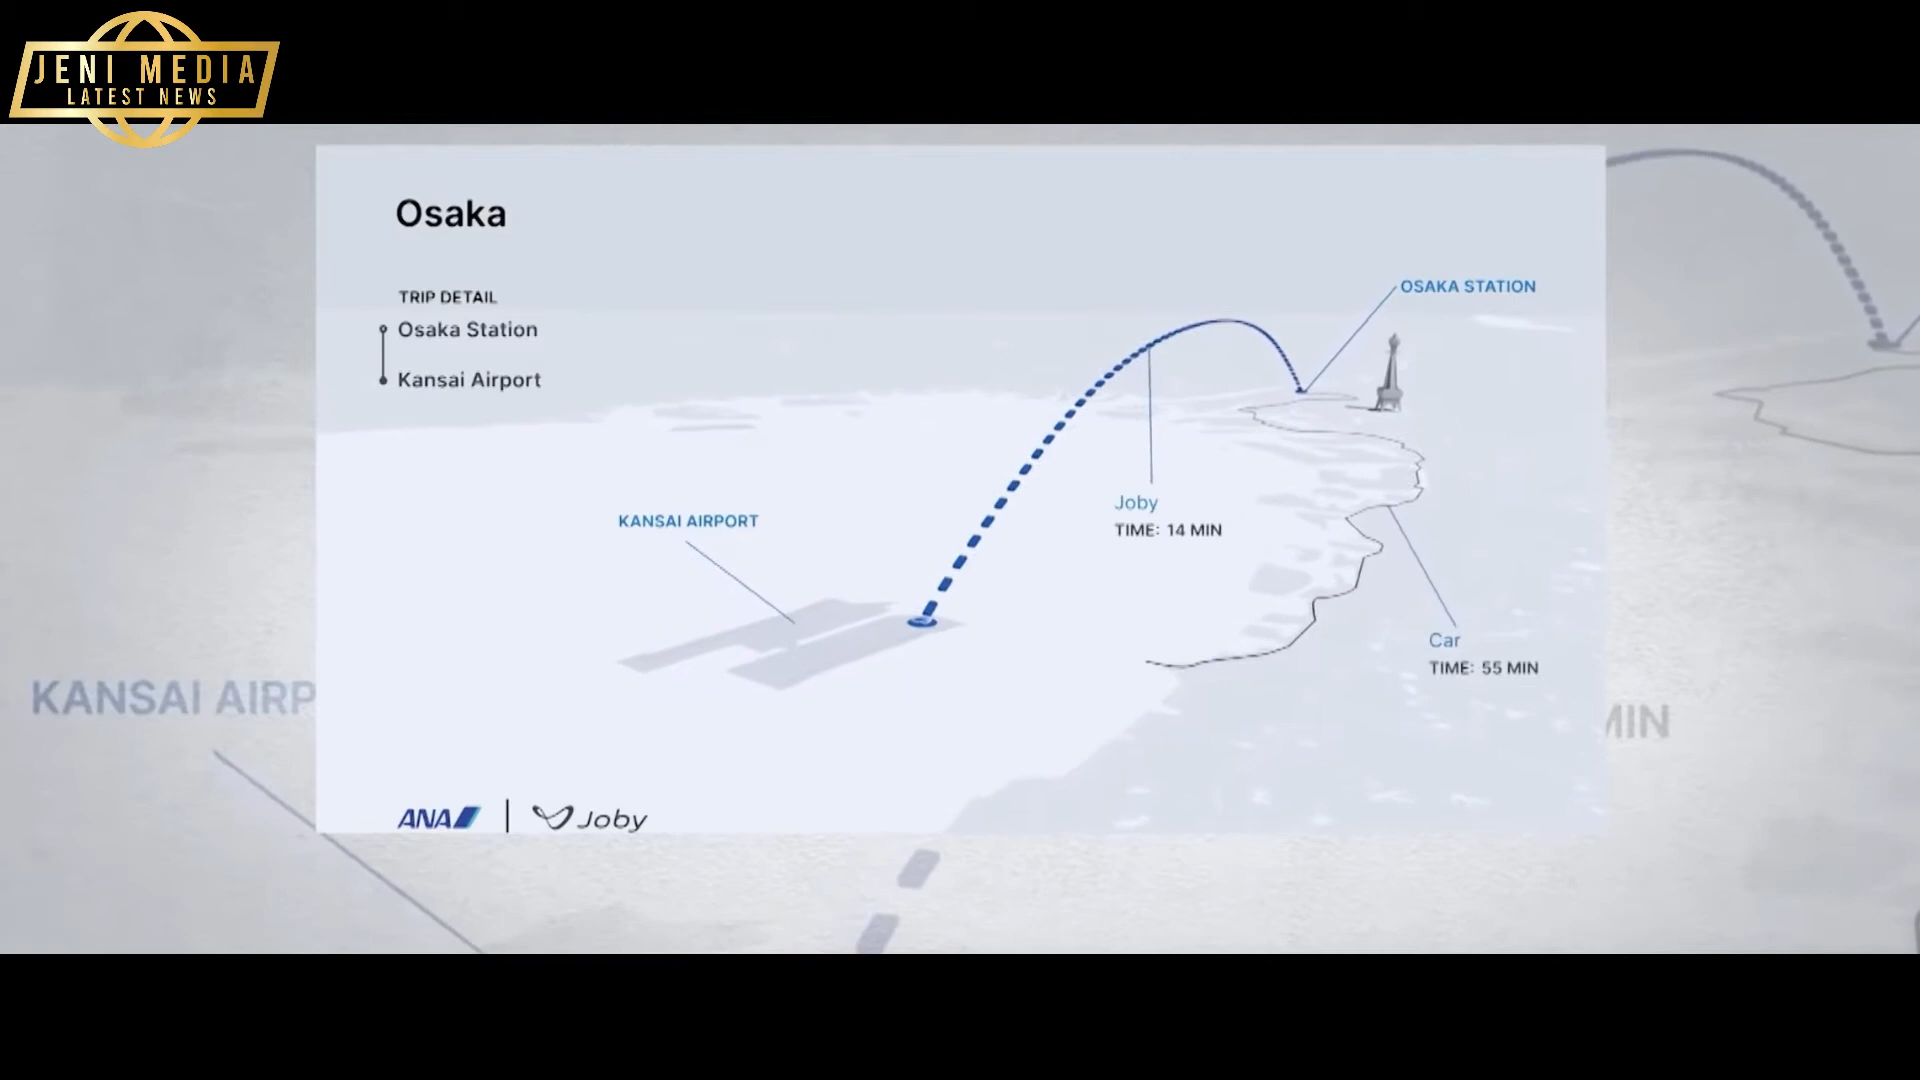 JENI MEDIA
LATEST NEWS
Osaka
TRIP DETAIL
Osaka Station
Kansai Airport
OSAKA STATION
KANSAI AIRPORT
Joby
TIME: 14 MIN
Car
TIME: 55 MIN
KANSAI AIRP
MIN
ANA
Joby